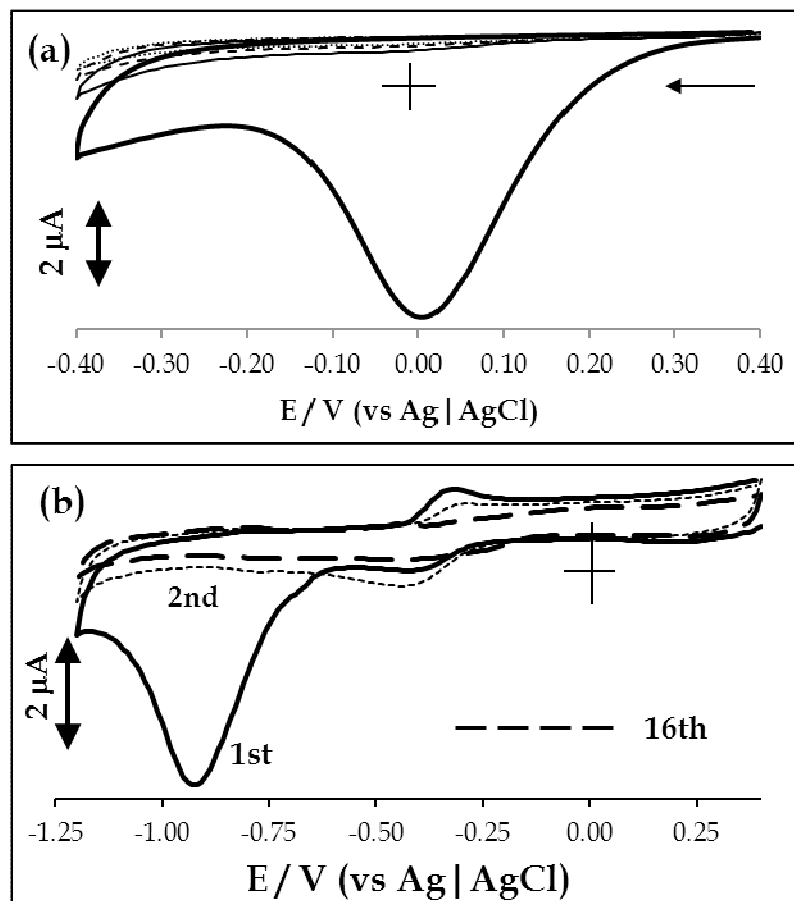 (a)
2 μA
-0.40 -0.30 -0.20 -0.10 0.00 0.10 0.20 0.30 0.40
E / V (vs Ag|AgCl)
(b)
2nd
2 μA
1st
16th
-1.25 -1.00 -0.75 -0.50 -0.25 0.00 0.25
E / V (vs Ag|AgCl)